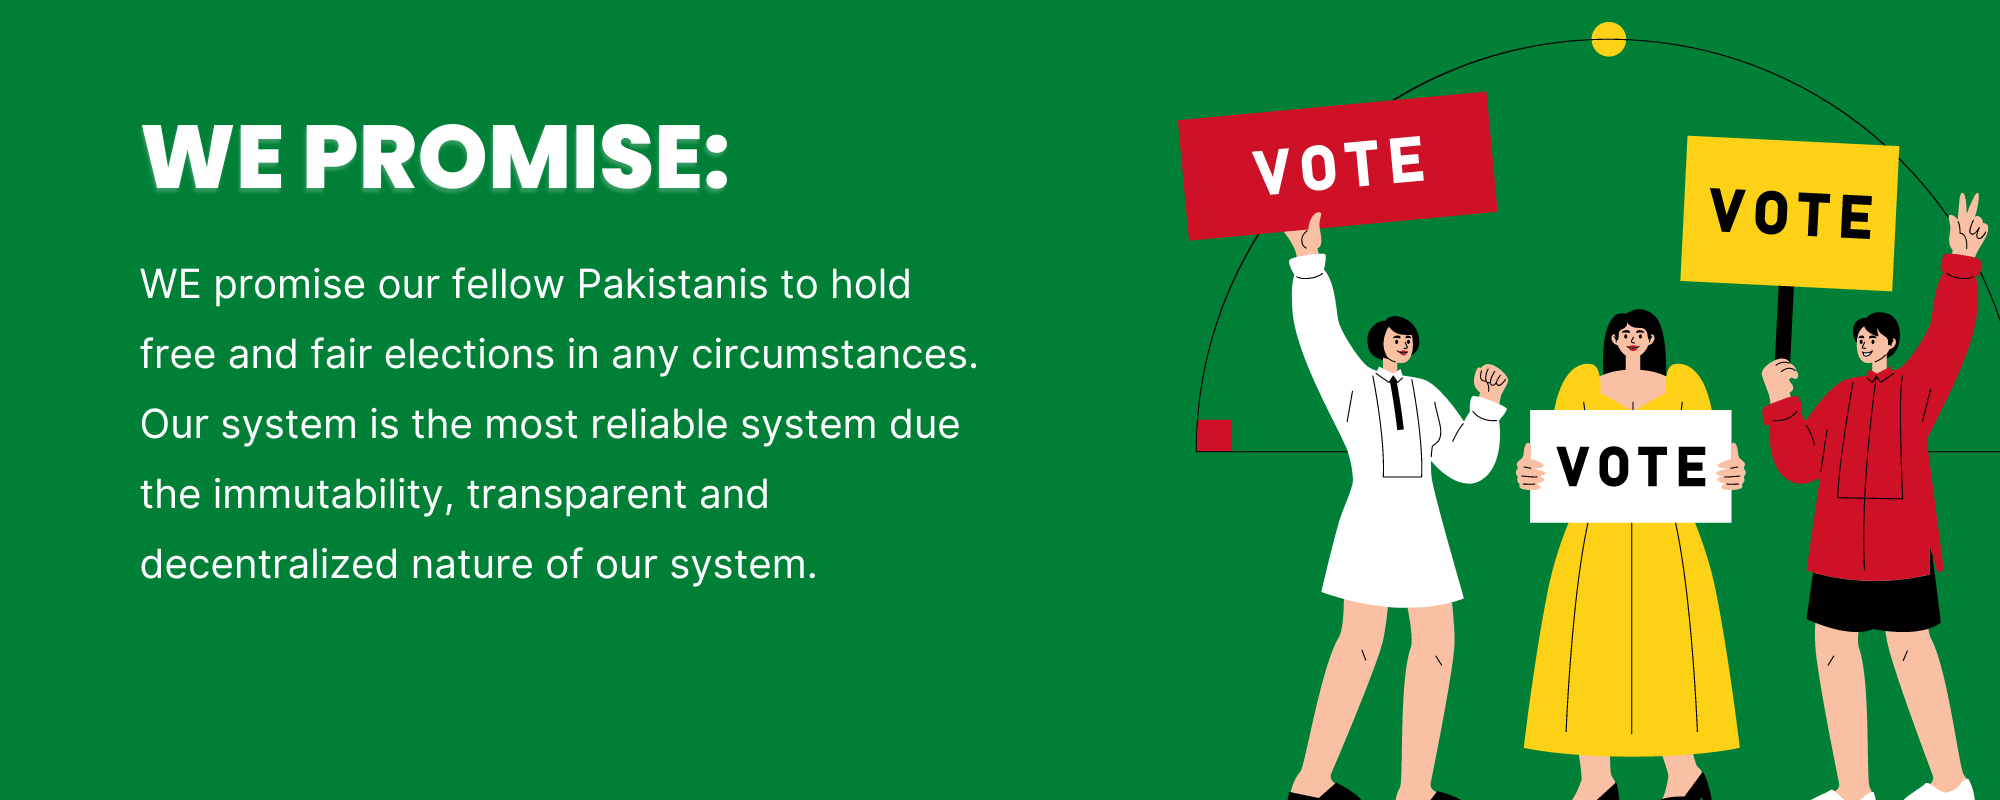 WE PROMISE:
WE promise our fellow Pakistanis to hold
free and fair elections in any circumstances.
Our system is the most reliable system due
the immutability, transparent and
decentralized nature of our system.
VOTE
VOTE
VOTE